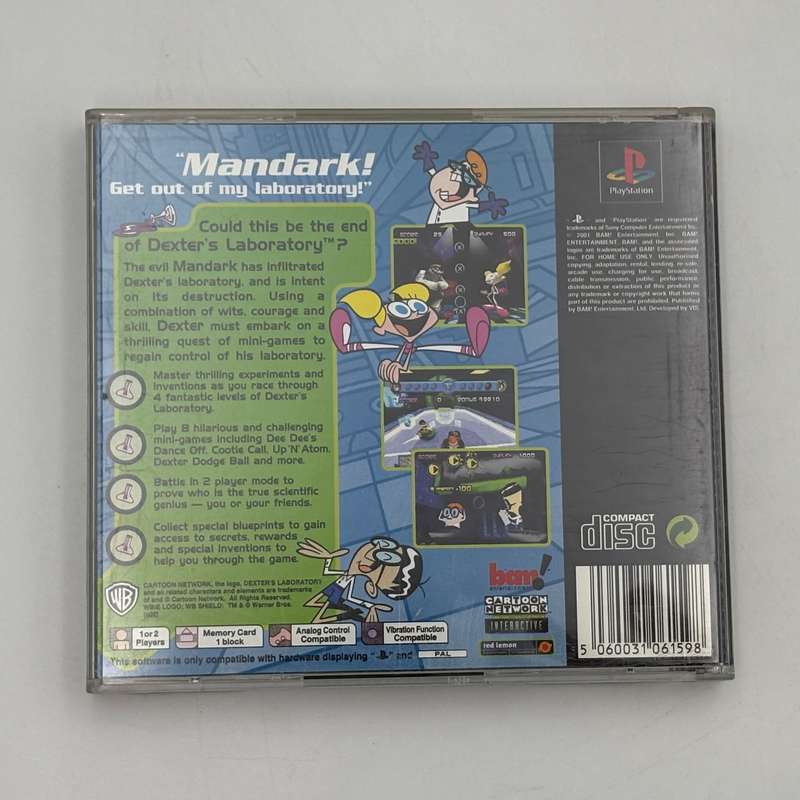 "Mandark!
Get out of my laboratory!"
Could this be the end
of Dexter's Laboratory™?
The evil Mandark has infiltrated
Dexter's laboratory, and is intent
on its destruction. Using a
combination of wits, courage and
skill, Dexter must embark on a
thrilling quest of mini-games to
regain control of his laboratory.
Master thrilling experiments and
inventions as you race through
4 fantastic levels of Dexter's
Laboratory.
Play 8 hilarious and challenging
mini-games including Dee Dee's
Dance Off, Cootie Call, Up 'N' Atom,
Dexter Dodge Ball and more.
Battle in 2 player mode to
prove who is the true scientific
genius — you or your friends.
Collect special blueprints to gain
access to secrets, rewards
and special inventions to
help you through the game.
WB
CARTOON NETWORK, the logo, DEXTER'S LABORATORY
and all related characters and elements are trademarks
of and © Cartoon Network. All Rights Reserved.
WBIE LOGO; WB SHIELD: TM & © Warner Bros.
1 or 2
Players
Memory Card
1 block
Analog Control
Compatible
Vibration Function
Compatible
This software is only compatible with hardware displaying " " and PAL
GOOD!
500
BONUS
bam!
entertainment
CARTOON
NETWORK
INTERACTIVE
red lemon
PlayStation
" " and "PlayStation" are registered
trademarks of Sony Computer Entertainment Inc.
© 2001 BAM! Entertainment, Inc. BAM!
ENTERTAINMENT, BAM!, and the associated
logos are trademarks of BAM! Entertainment,
Inc. FOR HOME USE ONLY. Unauthorised
copying, adaptation, rental, lending, re-sale,
arcade use, charging for use, broadcast,
cable transmission, public performance,
distribution or extraction of this product or
any trademark or copyright work that forms
part of this product are prohibited. Published
by BAM! Entertainment, Ltd. Developed by VIS.
COMPACT
disc
5 060031 061598